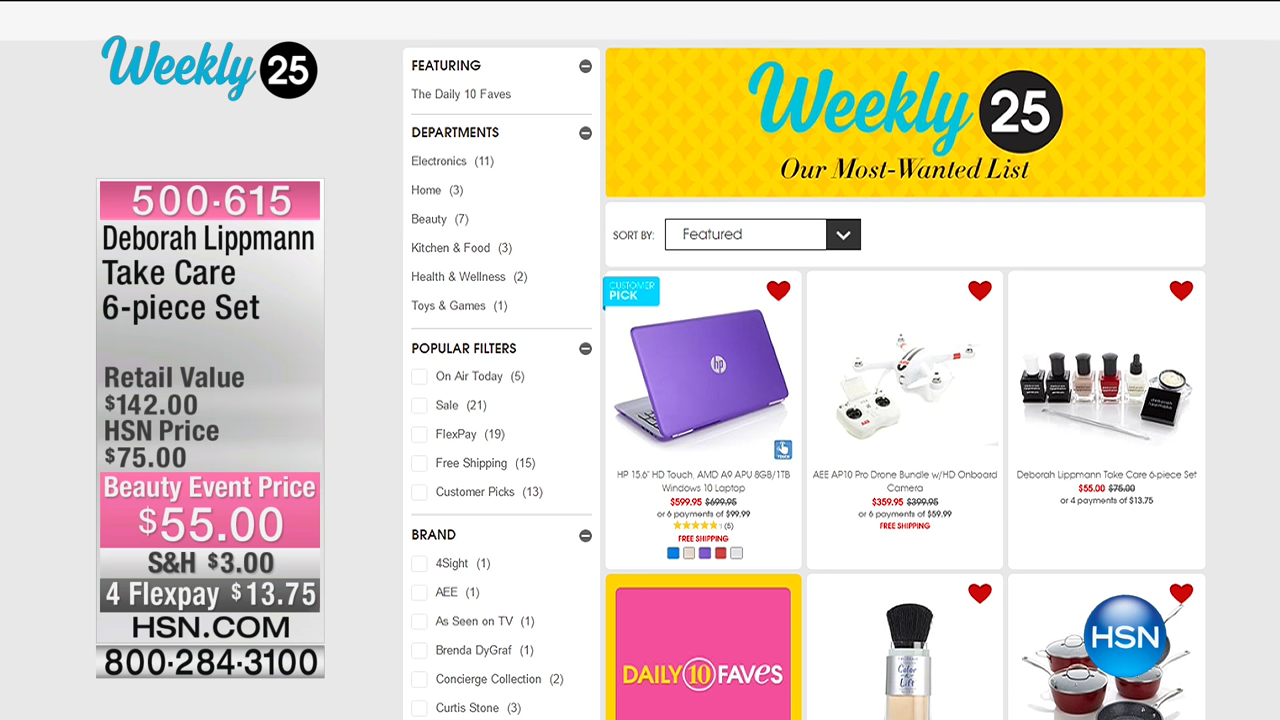 Weekly 25
500-615
Deborah Lippmann
Take Care
6-piece Set
Retail Value
$142.00
HSN Price
$75.00
Beauty Event Price
$55.00
S&H $3.00
4 Flexpay $13.75
HSN.COM
800-284-3100
FEATURING
The Daily 10 Faves
DEPARTMENTS
Electronics (11)
Home (3)
Beauty (7)
Kitchen & Food (3)
Health & Wellness (2)
Toys & Games (1)
POPULAR FILTERS
On Air Today (5)
Sale (21)
FlexPay (19)
Free Shipping (15)
Customer Picks (13)
BRAND
4Sight (1)
AEE (1)
As Seen on TV (1)
Brenda DyGraf (1)
Concierge Collection (2)
Curtis Stone (3)
Weekly 25
Our Most-Wanted List
SORT BY: Featured
CUSTOMER
PICK
hp
TOUCH
HP 15.6" HD Touch, AMD A9 APU 8GB/1TB
Windows 10 Laptop
$599.95 $699.95
or 6 payments of $99.99
(5)
FREE SHIPPING
AEE AP10 Pro Drone Bundle w/HD Onboard
Camera
$359.95 $399.95
or 6 payments of $59.99
FREE SHIPPING
deborah
lippmann
Deborah Lippmann Take Care 6-piece Set
$55.00 $75.00
or 4 payments of $13.75
DAILY 10 FAVES
Color
Lift
HSN